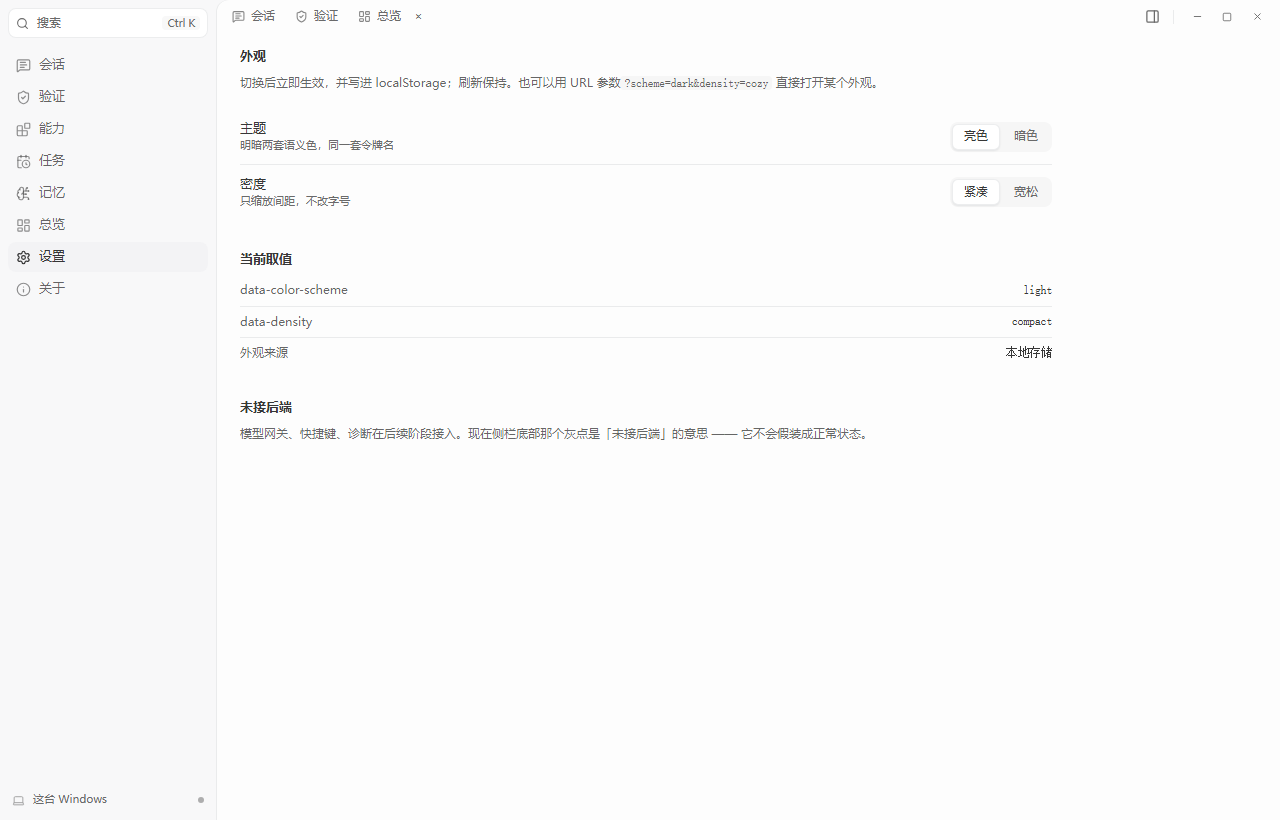 搜索 Ctrl K
会话
验证
能力
任务
记忆
总览
设置
关于
这台 Windows
会话 验证 总览 ×
外观
切换后立即生效，并写进 localStorage；刷新保持。也可以用 URL 参数 ?scheme=dark&density=cozy 直接打开某个外观。
主题
明暗两套语义色，同一套令牌名
亮色 暗色
密度
只缩放间距，不改字号
紧凑 宽松
当前取值
data-color-scheme light
data-density compact
外观来源 本地存储
未接后端
模型网关、快捷键、诊断在后续阶段接入。现在侧栏底部那个灰点是「未接后端」的意思 —— 它不会假装成正常状态。